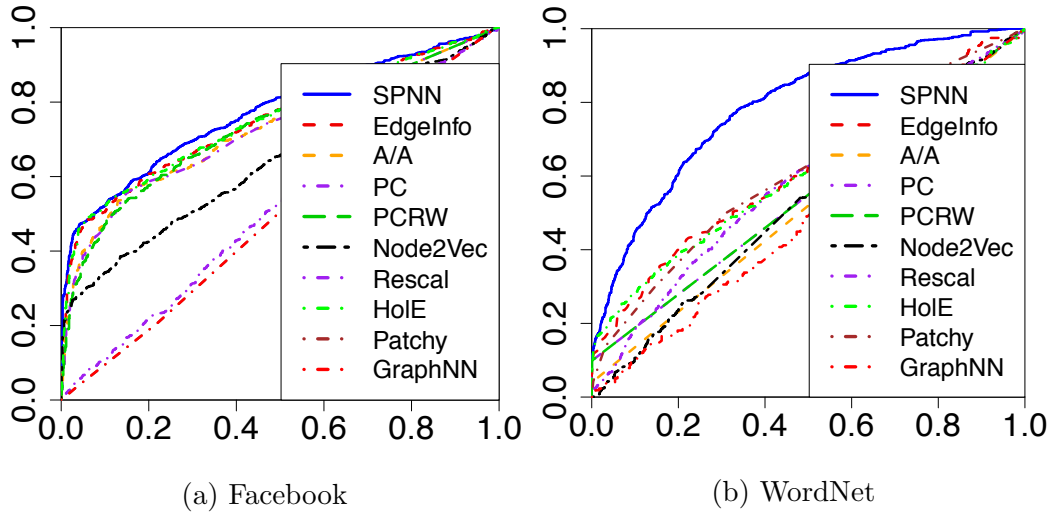 0.0 0.2 0.4 0.6 0.8 1.0
SPNN
EdgeInfo
A/A
PC
PCRW
Node2Vec
Rescal
HolE
Patchy
GraphNN
0.0 0.2 0.4 0.6 0.8 1.0
(a) Facebook
0.0 0.2 0.4 0.6 0.8 1.0
SPNN
EdgeInfo
A/A
PC
PCRW
Node2Vec
Rescal
HolE
Patchy
GraphNN
0.0 0.2 0.4 0.6 0.8 1.0
(b) WordNet